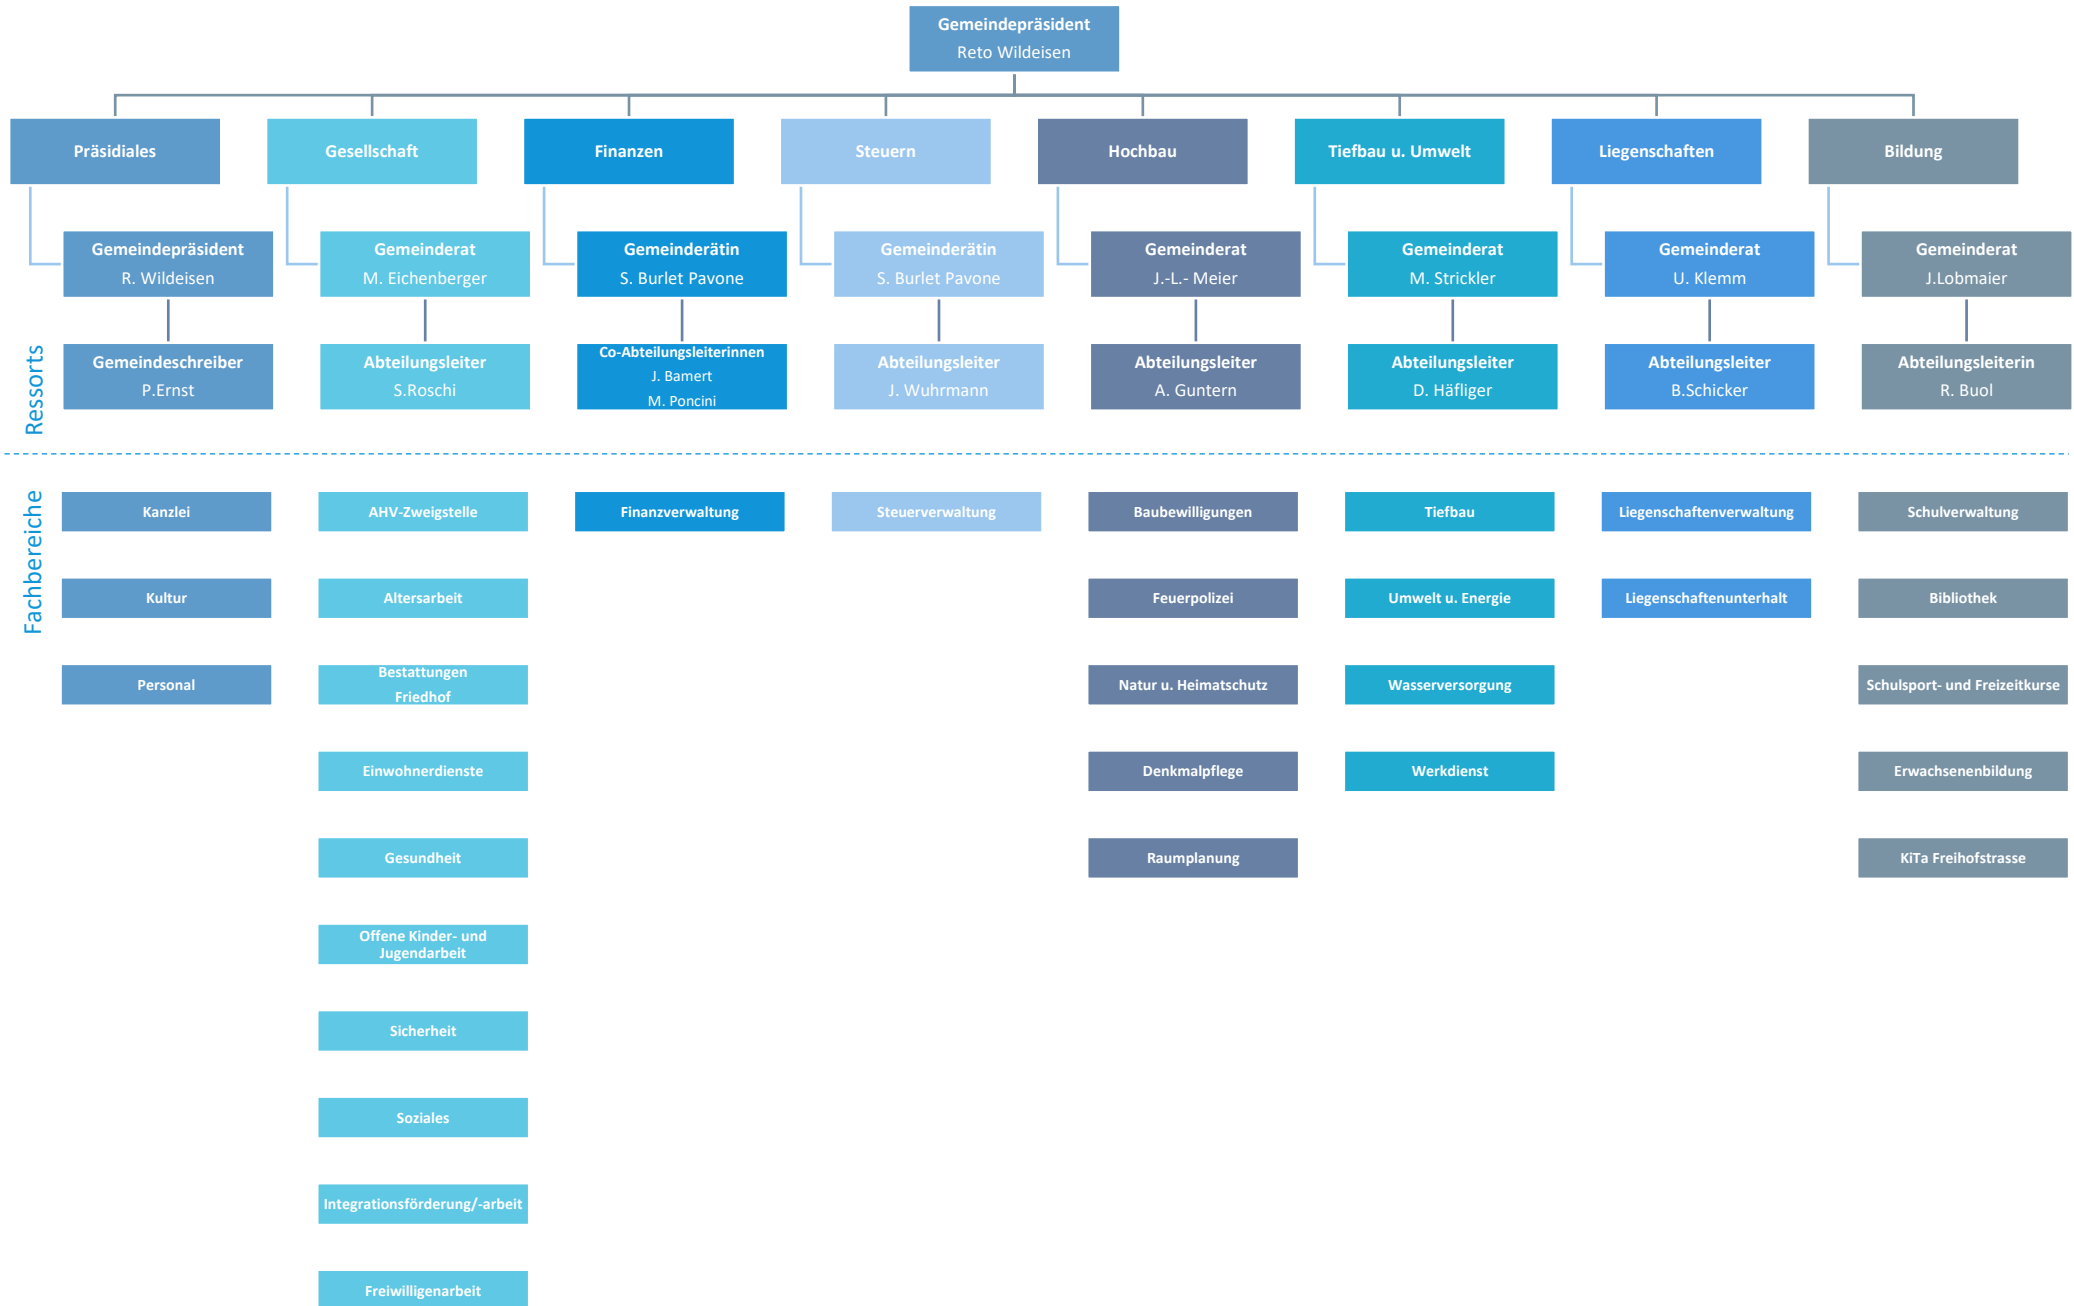 Gemeindepräsident
Reto Wildeisen
Präsidiales
Gesellschaft
Finanzen
Steuern
Hochbau
Tiefbau u. Umwelt
Liegenschaften
Bildung
Gemeindepräsident
R. Wildeisen
Gemeinderat
M. Eichenberger
Gemeinderätin
S. Burlet Pavone
Gemeinderätin
S. Burlet Pavone
Gemeinderat
J.-L.- Meier
Gemeinderat
M. Strickler
Gemeinderat
U. Klemm
Gemeinderat
J.Lobmaier
Ressorts
Gemeindeschreiber
P.Ernst
Abteilungsleiter
S.Roschi
Co-Abteilungsleiterinnen
J. Bamert
M. Poncini
Abteilungsleiter
J. Wuhrmann
Abteilungsleiter
A. Guntern
Abteilungsleiter
D. Häfliger
Abteilungsleiter
B.Schicker
Abteilungsleiterin
R. Buol
Fachbereiche
Kanzlei
AHV-Zweigstelle
Finanzverwaltung
Steuerverwaltung
Baubewilligungen
Tiefbau
Liegenschaftenverwaltung
Schulverwaltung
Kultur
Altersarbeit
Feuerpolizei
Umwelt u. Energie
Liegenschaftenunterhalt
Bibliothek
Personal
Bestattungen
Friedhof
Natur u. Heimatschutz
Wasserversorgung
Schulsport- und Freizeitkurse
Einwohnerdienste
Denkmalpflege
Werkdienst
Erwachsenenbildung
Gesundheit
Raumplanung
KiTa Freihofstrasse
Offene Kinder- und
Jugendarbeit
Sicherheit
Soziales
Integrationsförderung/-arbeit
Freiwilligenarbeit